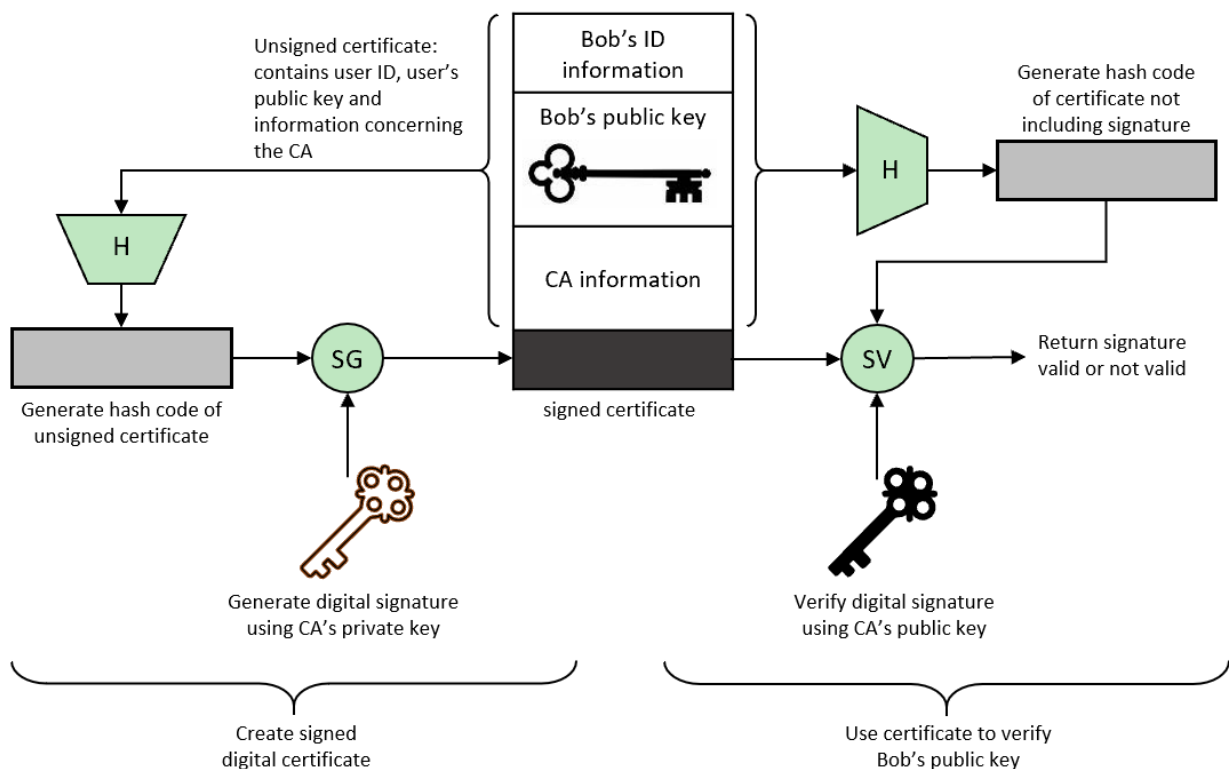 Unsigned certificate:
contains user ID, user's
public key and
information concerning
the CA
Bob's ID
information
Bob's public key
CA information
signed certificate
H
Generate hash code of
unsigned certificate
SG
Generate digital signature
using CA's private key
Create signed
digital certificate
H
Generate hash code
of certificate not
including signature
SV
Return signature
valid or not valid
Verify digital signature
using CA's public key
Use certificate to verify
Bob's public key